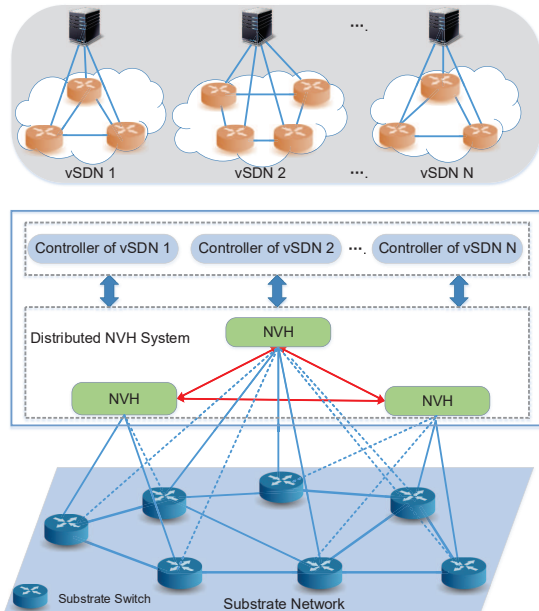 ....
vSDN 1
vSDN 2
....
vSDN N
Controller of vSDN 1
Controller of vSDN 2
....
Controller of vSDN N
Distributed NVH System
NVH
NVH
NVH
Substrate Switch
Substrate Network